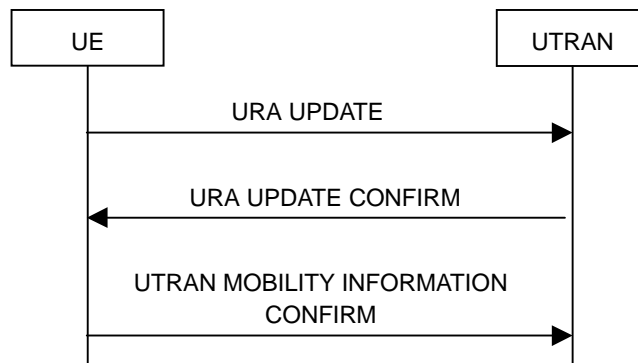 UE
UTRAN
URA UPDATE
URA UPDATE CONFIRM
UTRAN MOBILITY INFORMATION
CONFIRM